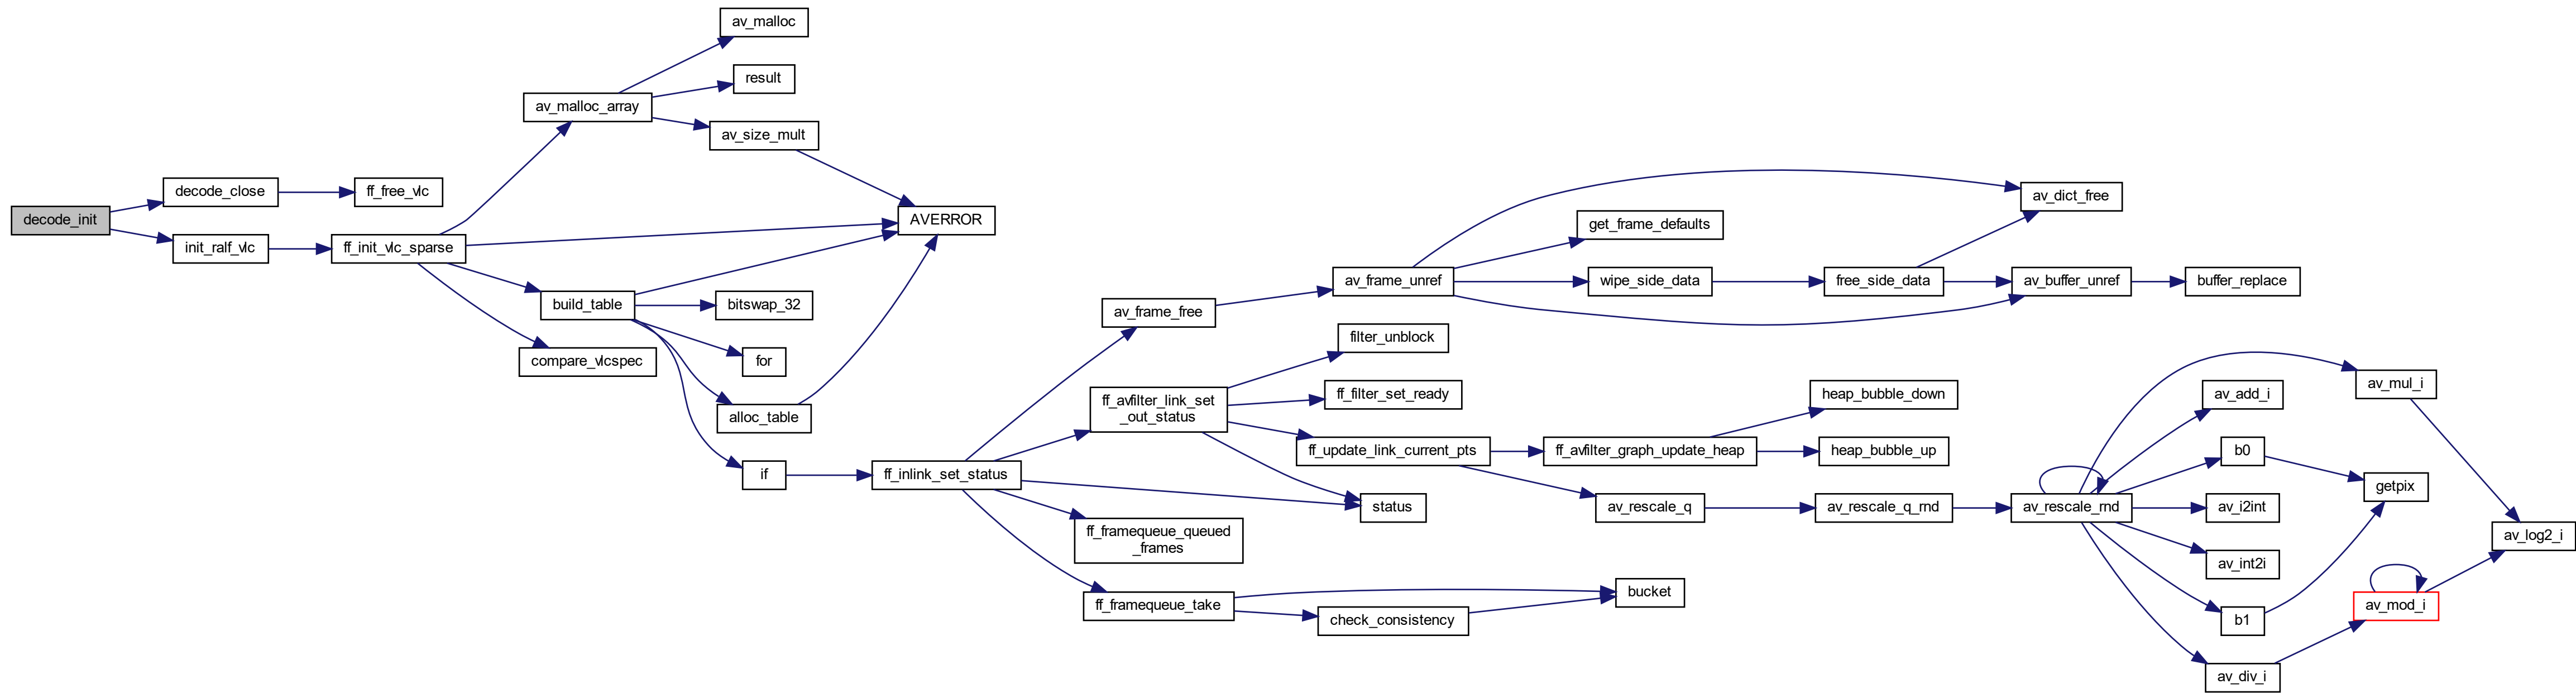 decode_init
decode_close
init_ralf_vlc
ff_free_vlc
ff_init_vlc_sparse
av_malloc_array
build_table
compare_vlcspec
av_malloc
result
av_size_mult
AVERROR
bitswap_32
for
alloc_table
if
ff_inlink_set_status
av_frame_free
ff_avfilter_link_set
_out_status
ff_framequeue_queued
_frames
ff_framequeue_take
av_frame_unref
filter_unblock
ff_filter_set_ready
ff_update_link_current_pts
status
check_consistency
bucket
get_frame_defaults
wipe_side_data
ff_avfilter_graph_update_heap
av_rescale_q
free_side_data
heap_bubble_down
heap_bubble_up
av_rescale_q_rnd
av_dict_free
av_buffer_unref
buffer_replace
av_rescale_rnd
av_mul_i
av_add_i
b0
av_i2int
av_int2i
b1
av_div_i
getpix
av_mod_i
av_log2_i